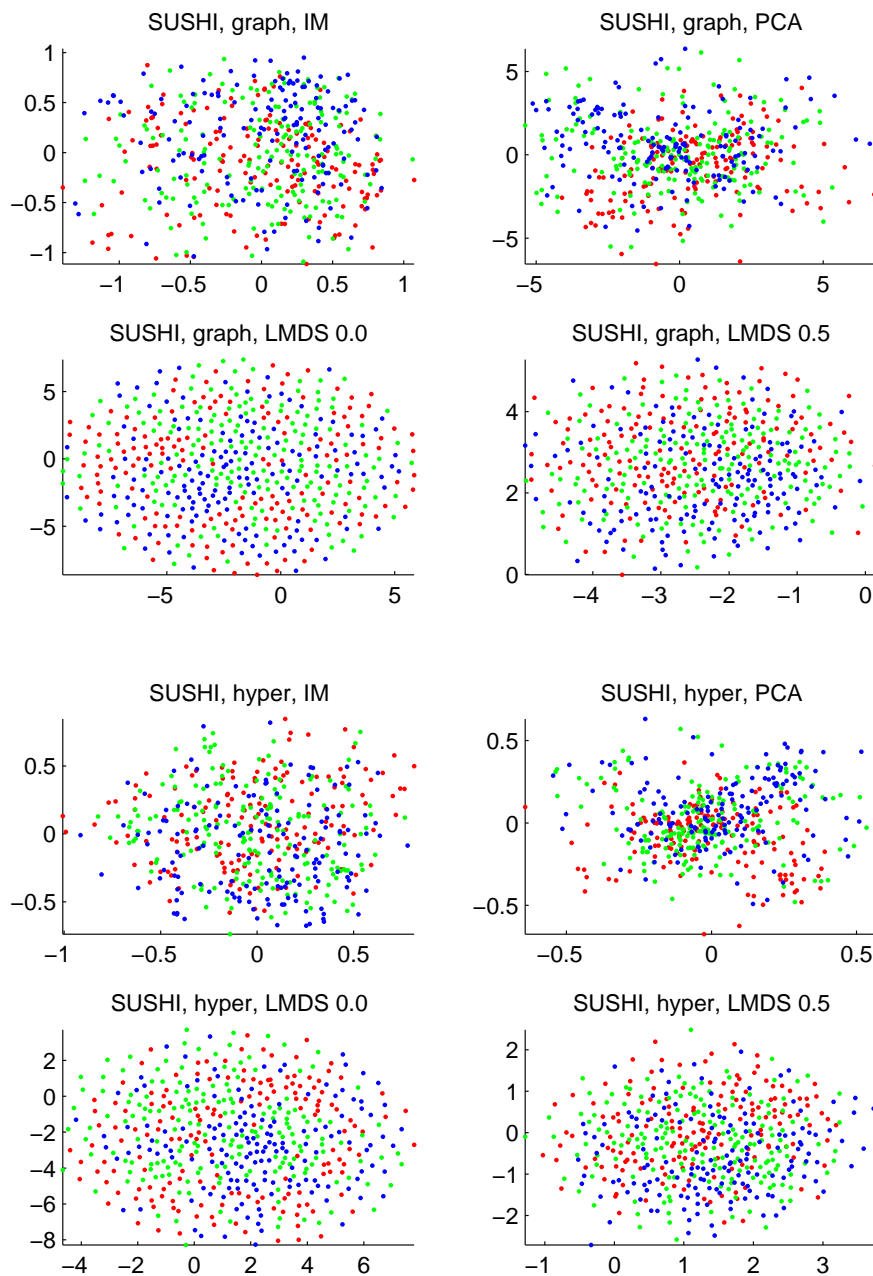 SUSHI, graph, IM
1
0.5
0
−0.5
−1
−1 −0.5 0 0.5 1
SUSHI, graph, PCA
5
0
−5
−5 0 5
SUSHI, graph, LMDS 0.0
5
0
−5
−5 0 5
SUSHI, graph, LMDS 0.5
4
2
0
−4 −3 −2 −1 0
SUSHI, hyper, IM
0.5
0
−0.5
−1 −0.5 0 0.5
SUSHI, hyper, PCA
0.5
0
−0.5
−0.5 0 0.5
SUSHI, hyper, LMDS 0.0
2
0
−2
−4
−6
−8
−4 −2 0 2 4 6
SUSHI, hyper, LMDS 0.5
2
1
0
−1
−2
−1 0 1 2 3